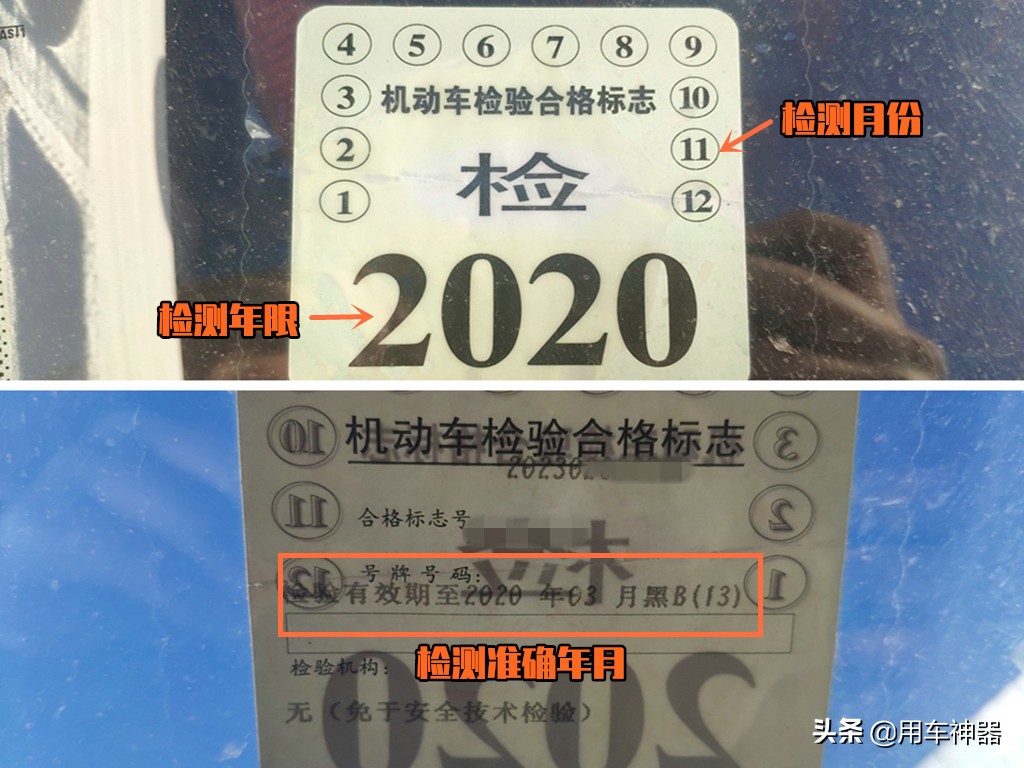 ④ ⑤ ⑥ ⑦ ⑧ ⑨
③ 机动车检验合格标志 ⑩
检测月份
② ⑪
检
① ⑫
2020
检测年限
⑩ 机动车检验合格标志 ③
⑪ ②
合格标志号
号牌号码:
⑫ ①
检验有效期至2020 年03 月黑B(13)
检测准确年月
检验机构:
2020
无(免于安全技术检验)
头条 @用车神器